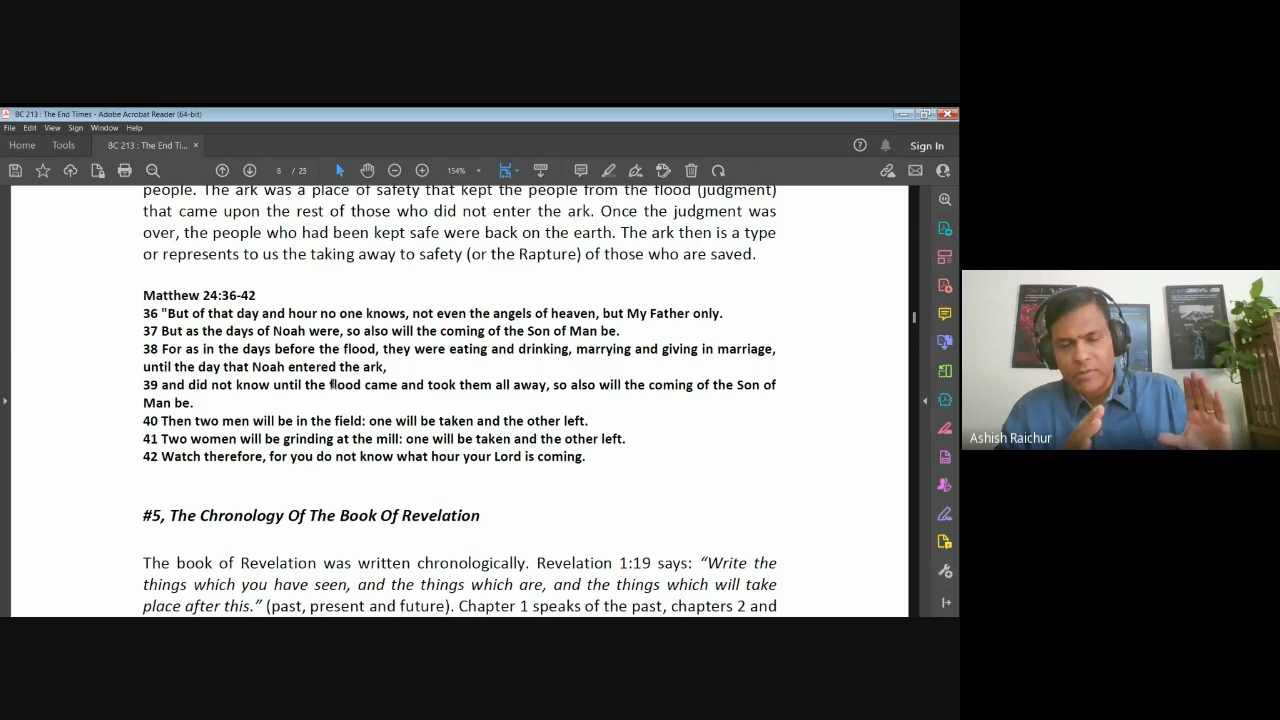 BC 213 : The End Times - Adobe Acrobat Reader (64-bit)
File Edit View Sign Window Help
Home Tools BC 213 : The End Ti... × Sign In
8 / 25 154%
people. The ark was a place of safety that kept the people from the flood (judgment)
that came upon the rest of those who did not enter the ark. Once the judgment was
over, the people who had been kept safe were back on the earth. The ark then is a type
or represents to us the taking away to safety (or the Rapture) of those who are saved.
Matthew 24:36-42
36 "But of that day and hour no one knows, not even the angels of heaven, but My Father only.
37 But as the days of Noah were, so also will the coming of the Son of Man be.
38 For as in the days before the flood, they were eating and drinking, marrying and giving in marriage,
until the day that Noah entered the ark,
39 and did not know until the flood came and took them all away, so also will the coming of the Son of
Man be.
40 Then two men will be in the field: one will be taken and the other left.
41 Two women will be grinding at the mill: one will be taken and the other left.
42 Watch therefore, for you do not know what hour your Lord is coming.
#5, The Chronology Of The Book Of Revelation
The book of Revelation was written chronologically. Revelation 1:19 says: “Write the
things which you have seen, and the things which are, and the things which will take
place after this.” (past, present and future). Chapter 1 speaks of the past, chapters 2 and
Ashish Raichur